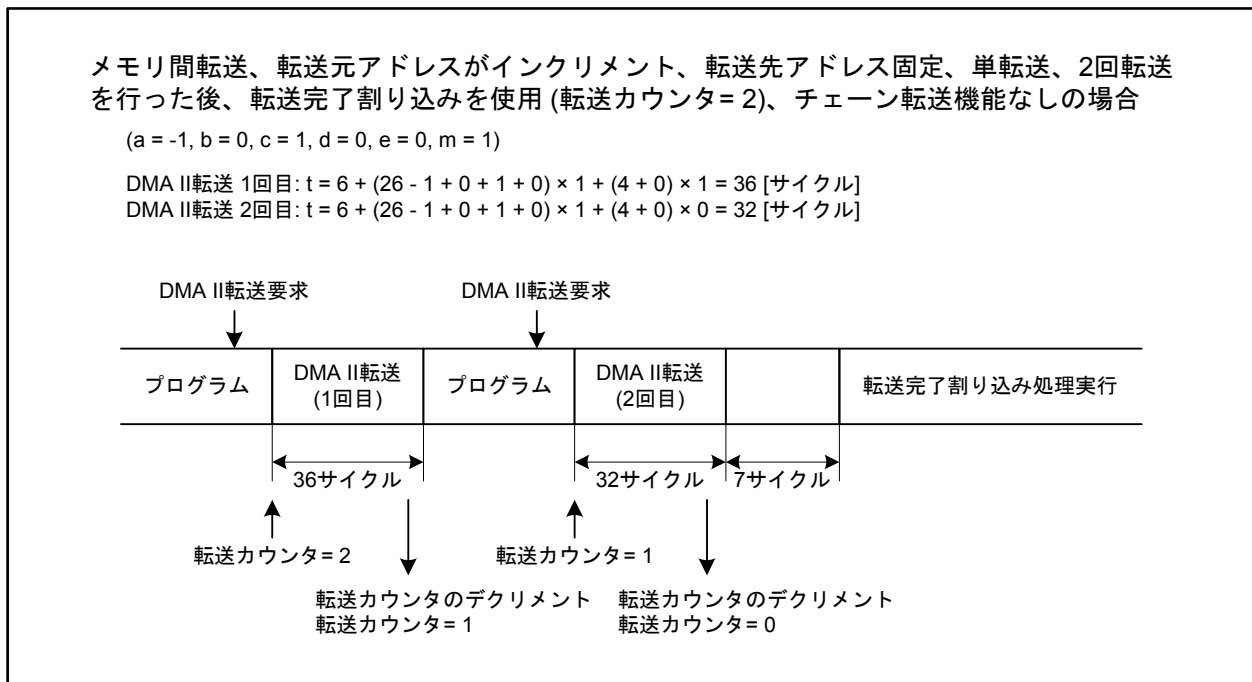 メモリ間転送、転送元アドレスがインクリメント、転送先アドレス固定、単転送、2回転送
を行った後、転送完了割り込みを使用 (転送カウンタ= 2)、チェーン転送機能なしの場合
(a = -1, b = 0, c = 1, d = 0, e = 0, m = 1)
DMA II転送 1回目: t = 6 + (26 - 1 + 0 + 1 + 0) × 1 + (4 + 0) × 1 = 36 [サイクル]
DMA II転送 2回目: t = 6 + (26 - 1 + 0 + 1 + 0) × 1 + (4 + 0) × 0 = 32 [サイクル]
DMA II転送要求 DMA II転送要求
プログラム DMA II転送 (1回目) プログラム DMA II転送 (2回目) 転送完了割り込み処理実行
36サイクル 32サイクル 7サイクル
転送カウンタ= 2 転送カウンタ= 1
転送カウンタのデクリメント 転送カウンタのデクリメント
転送カウンタ= 1 転送カウンタ= 0